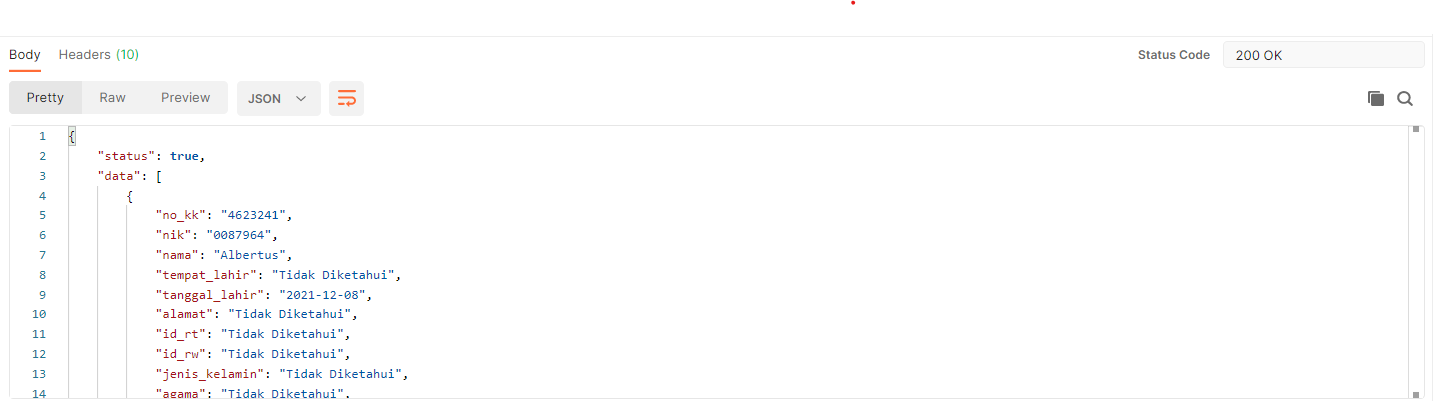 Body Headers (10) Status Code 200 OK
Pretty Raw Preview JSON
1 {
2 "status": true,
3 "data": [
4 {
5 "no_kk": "4623241",
6 "nik": "0087964",
7 "nama": "Albertus",
8 "tempat_lahir": "Tidak Diketahui",
9 "tanggal_lahir": "2021-12-08",
10 "alamat": "Tidak Diketahui",
11 "id_rt": "Tidak Diketahui",
12 "id_rw": "Tidak Diketahui",
13 "jenis_kelamin": "Tidak Diketahui",
14 "agama": "Tidak Diketahui",